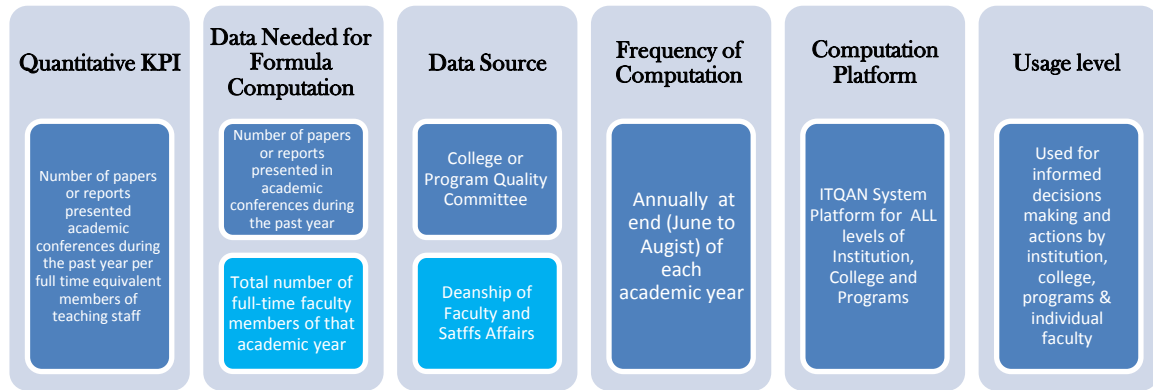 Quantitative KPI
Number of papers
or reports
presented
academic
conferences during
the past year per
full time equivalent
members of
teaching staff
Data Needed for
Formula
Computation
Number of papers
or reports
presented in
academic
conferences during
the past year
Total number of
full-time faculty
members of that
academic year
Data Source
College or
Program Quality
Committee
Deanship of
Faculty and
Satffs Affairs
Frequency of
Computation
Annually at
end (June to
Augist) of
each
academic year
Computation
Platform
ITQAN System
Platform for ALL
levels of
Institution,
College and
Programs
Usage level
Used for
informed
decisions
making and
actions by
institution,
college,
programs &
individual
faculty